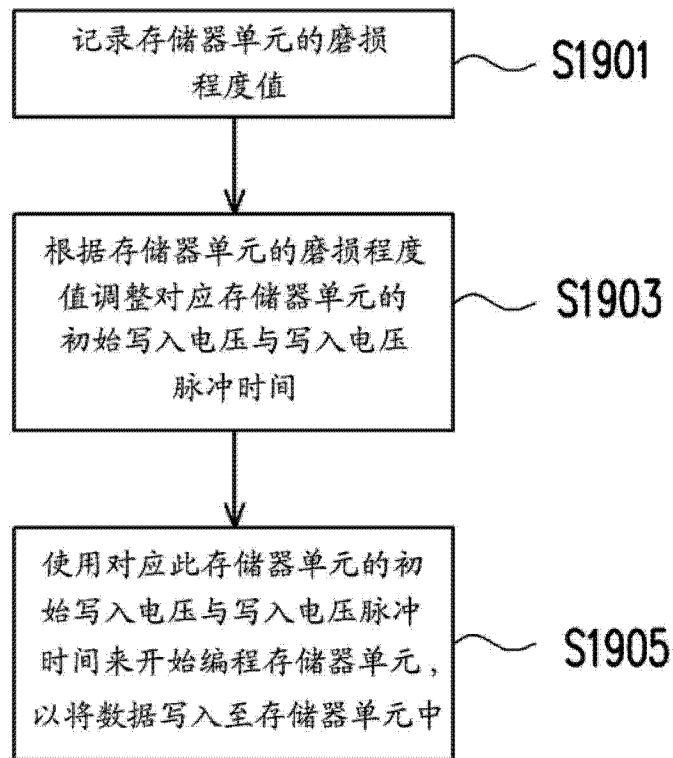 记录存储器单元的磨损
程度值
S1901
根据存储器单元的磨损程度
值调整对应存储器单元的
初始写入电压与写入电压
脉冲时间
S1903
使用对应此存储器单元的初
始写入电压与写入电压脉冲
时间来开始编程存储器单元,
以将数据写入至存储器单元中
S1905